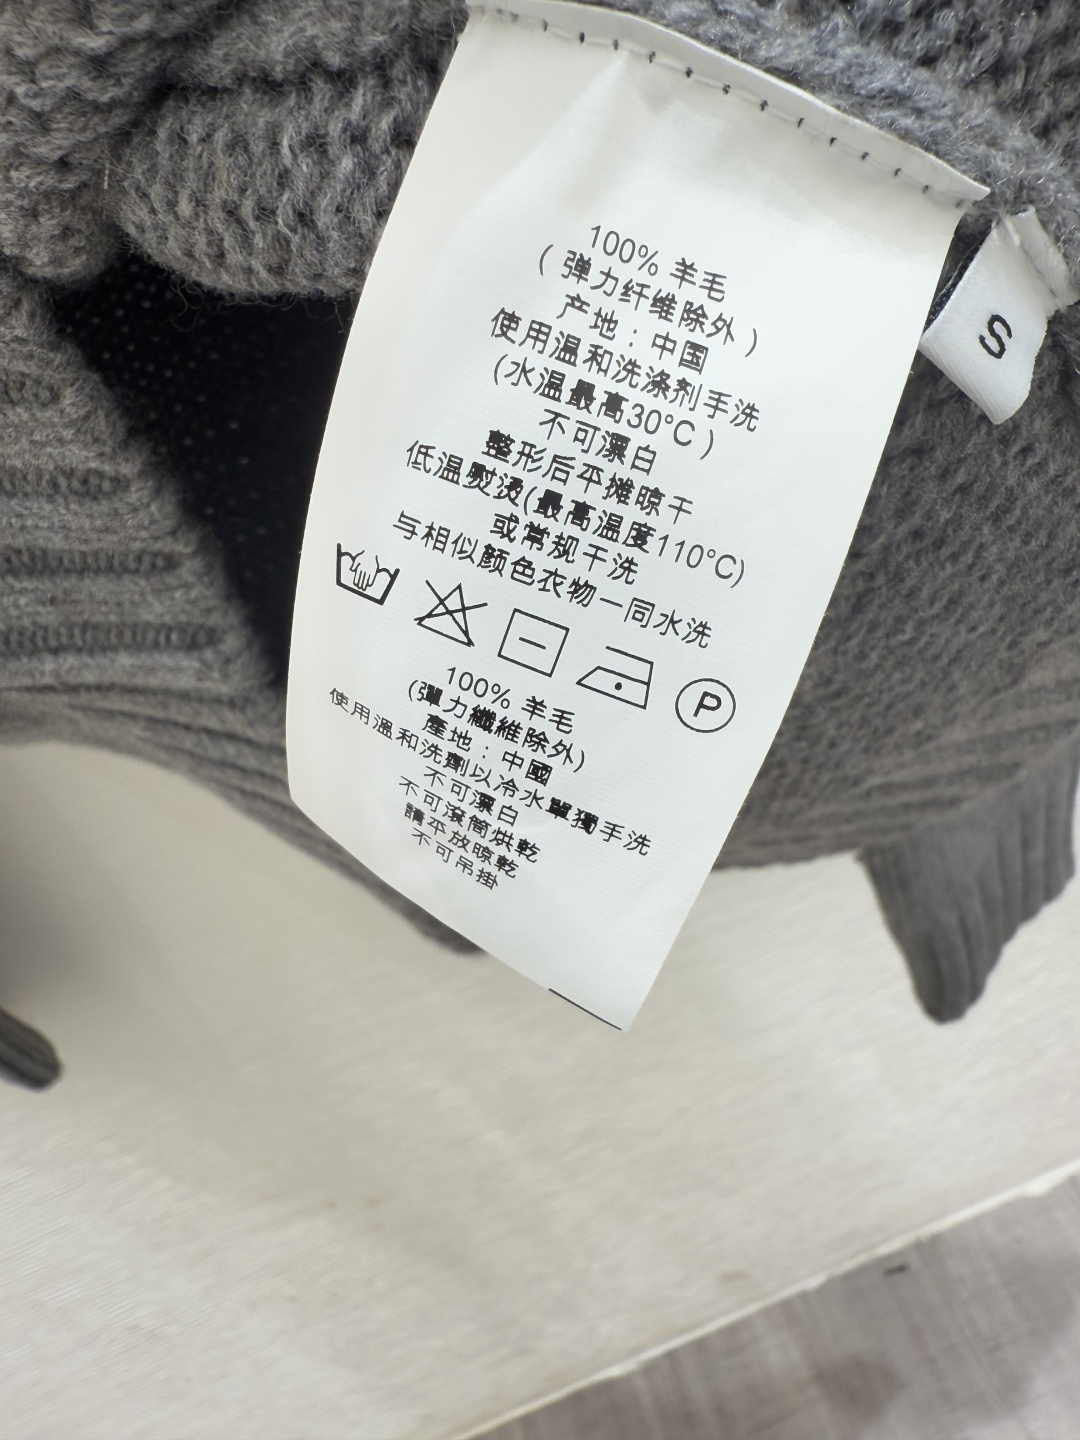 100% 羊毛
( 弹力纤维除外 )
产地 : 中国
使用温和洗涤剂手洗
(水温最高30°C )
不可漂白
整形后平摊晾干
低温熨烫(最高温度110°C)
或常规干洗
与相似颜色衣物一同水洗
P
100% 羊毛
(彈力纖維除外)
產地 : 中國
使用溫和洗劑以冷水單獨手洗
不可漂白
不可滾筒烘乾
請平放晾乾
不可吊掛
S